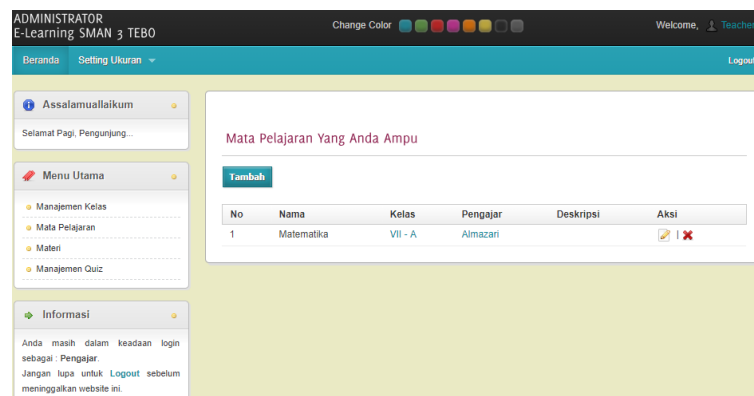 ADMINISTRATOR
E-Learning SMAN 3 TEBO
Change Color
Welcome, Teacher
Beranda Setting Ukuran
Logout
Assalamuallaikum
Selamat Pagi, Pengunjung...
Menu Utama
Manajemen Kelas
Mata Pelajaran
Materi
Manajemen Quiz
Informasi
Anda masih dalam keadaan login
sebagai : Pengajar.
Jangan lupa untuk Logout sebelum
meninggalkan website ini.
Mata Pelajaran Yang Anda Ampu
Tambah
No Nama Kelas Pengajar Deskripsi Aksi
1 Matematika VII - A Almazari |